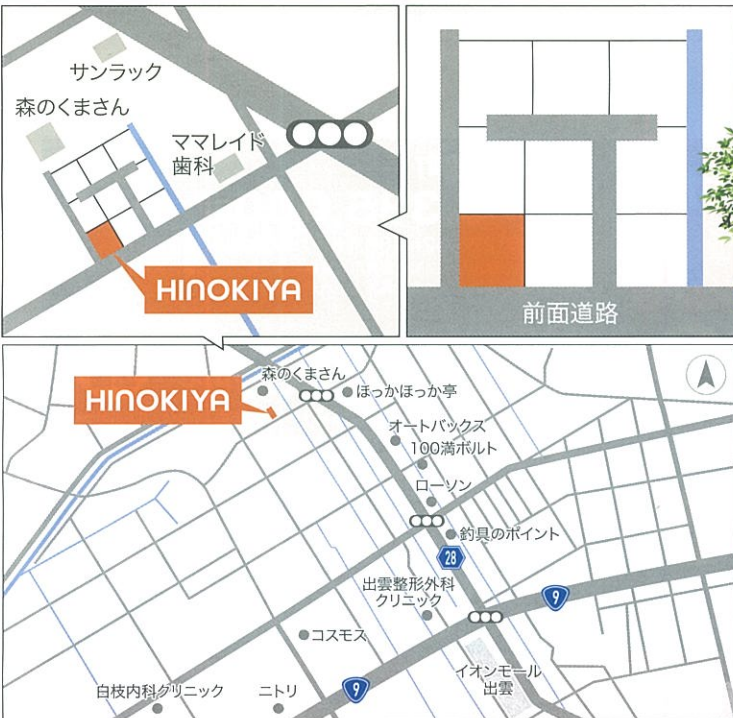 サンラック
森のくまさん
ママレイド
歯科
HINOKIYA
前面道路
森のくまさん
HINOKIYA
ほっかほっか亭
オートバックス
100満ボルト
ローソン
釣具のポイント
28
出雲整形外科
クリニック
9
コスモス
イオンモール
出雲
白枝内科クリニック
ニトリ
9